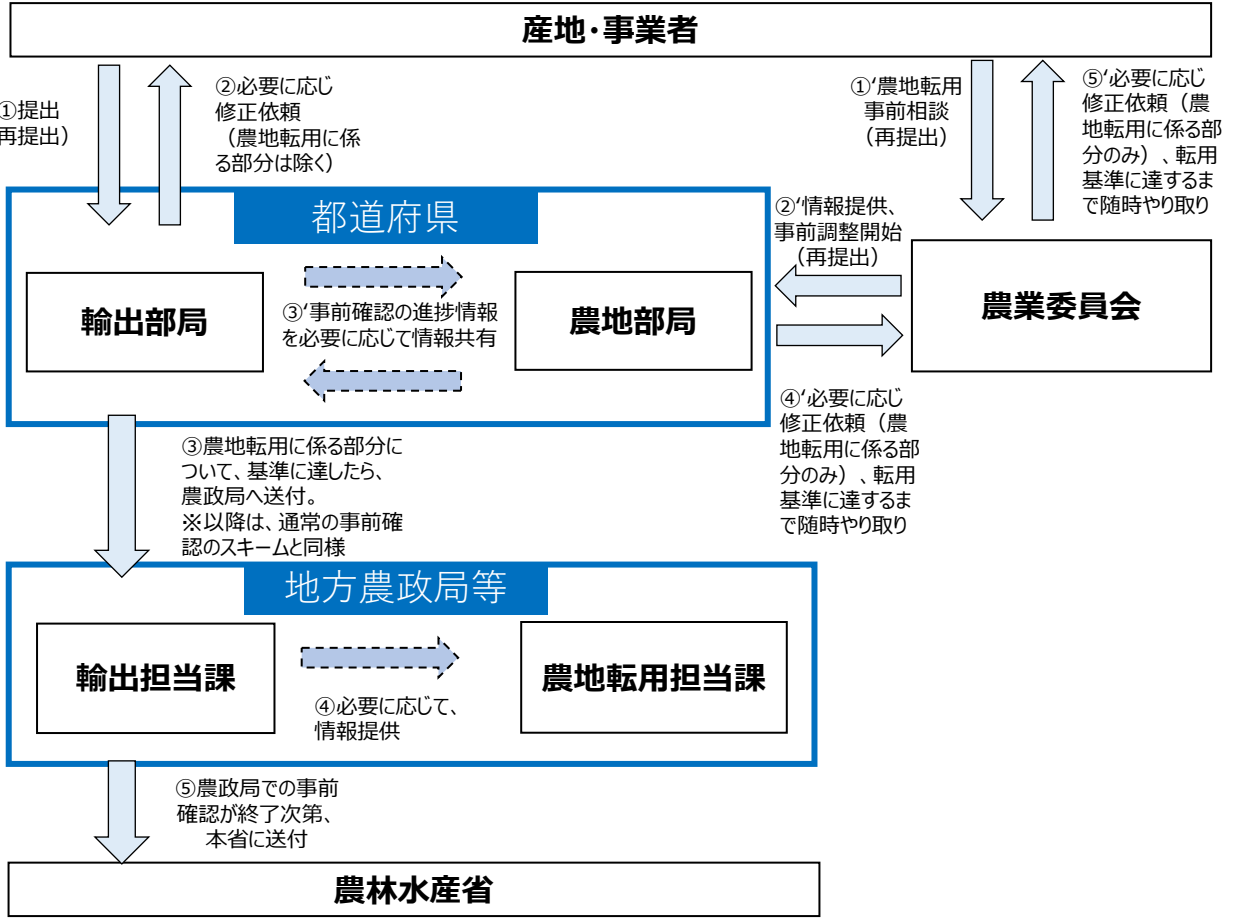 産地・事業者
①提出
再提出）
②必要に応じ
修正依頼
（農地転用に係
る部分は除く）
①‘農地転用
事前相談
（再提出）
⑤‘必要に応じ
修正依頼（農
地転用に係る部
分のみ）、転用
基準に達するま
で随時やり取り
都道府県
輸出部局
③‘事前確認の進捗情報
を必要に応じて情報共有
農地部局
②‘情報提供、
事前調整開始
（再提出）
農業委員会
④‘必要に応じ
修正依頼（農
地転用に係る部
分のみ）、転用
基準に達するま
で随時やり取り
③農地転用に係る部分に
ついて、基準に達したら、
農政局へ送付。
※以降は、通常の事前確
認のスキームと同様
地方農政局等
輸出担当課
④必要に応じて、
情報提供
農地転用担当課
⑤農政局での事前
確認が終了次第、
本省に送付
農林水産省